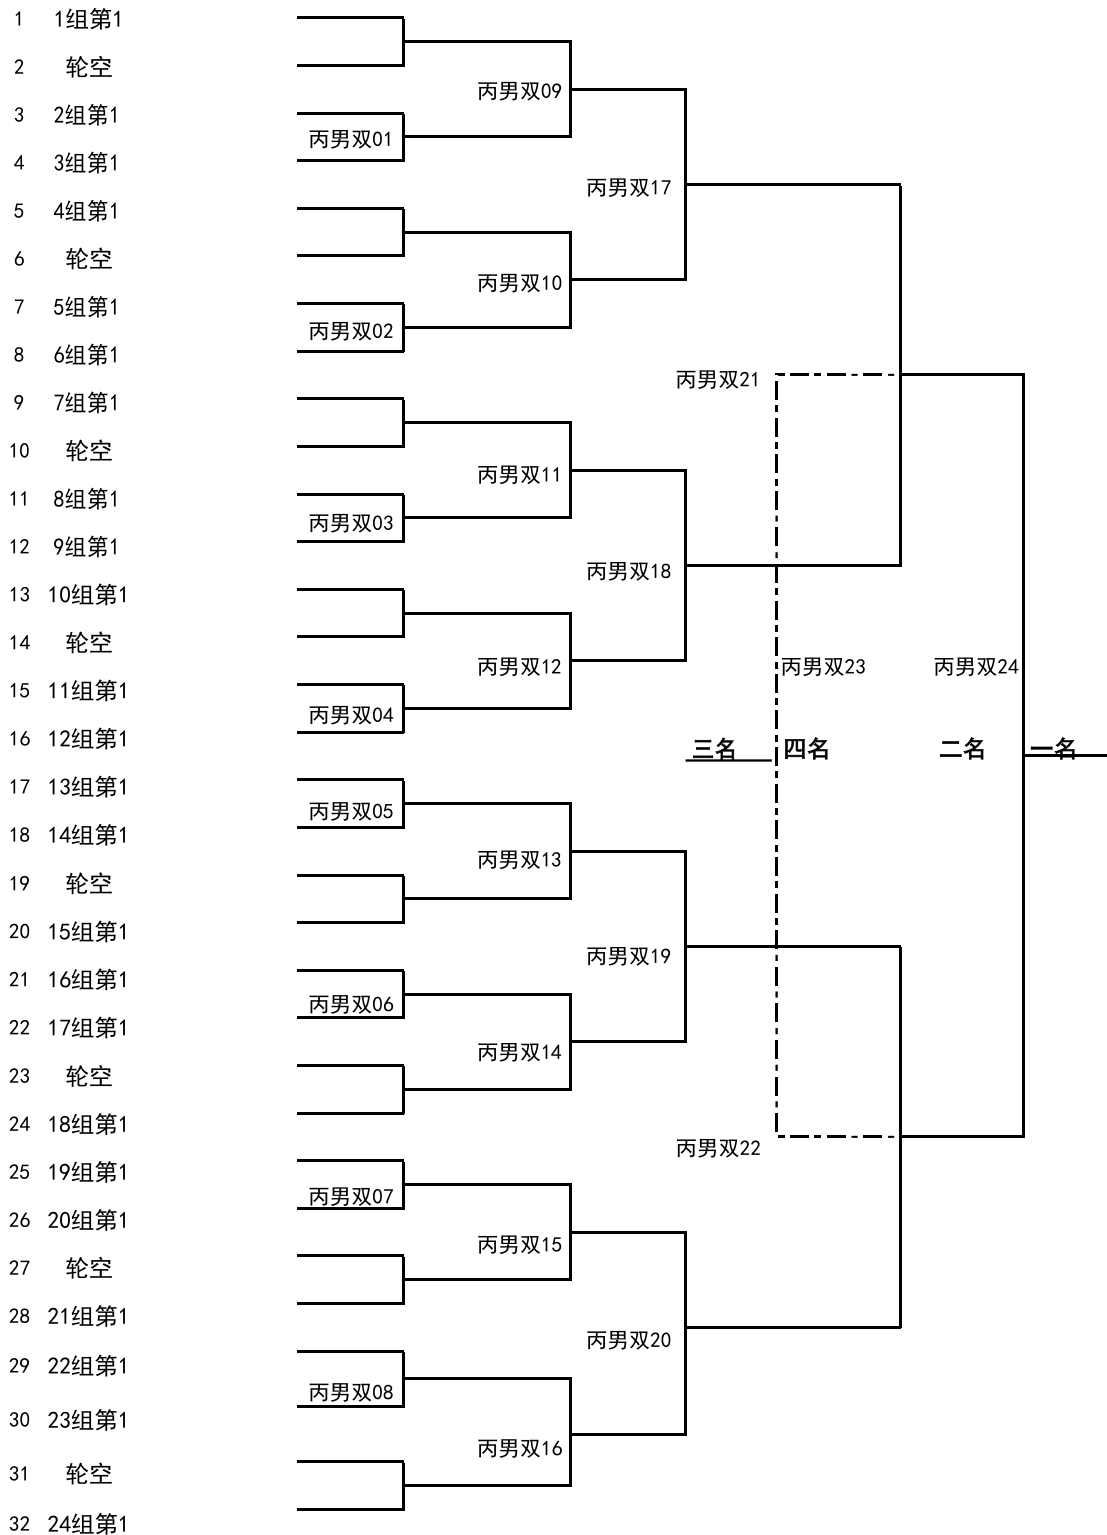 1 1组第1
2 轮空
丙男双09
3 2组第1
丙男双01
4 3组第1
丙男双17
5 4组第1
6 轮空
丙男双10
7 5组第1
丙男双02
8 6组第1
丙男双21
9 7组第1
10 轮空
丙男双11
11 8组第1
丙男双03
12 9组第1
丙男双18
13 10组第1
14 轮空
丙男双12 丙男双23 丙男双24
15 11组第1
丙男双04
16 12组第1
三名 四名 二名 一名
17 13组第1
丙男双05
18 14组第1
丙男双13
19 轮空
20 15组第1
丙男双19
21 16组第1
丙男双06
22 17组第1
丙男双14
23 轮空
24 18组第1
丙男双22
25 19组第1
丙男双07
26 20组第1
丙男双15
27 轮空
28 21组第1
丙男双20
29 22组第1
丙男双08
30 23组第1
丙男双16
31 轮空
32 24组第1